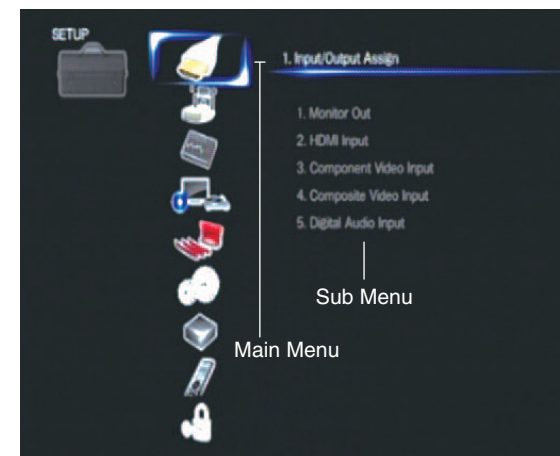 SETUP
1. Input/Output Assign
1. Monitor Out
2. HDMI Input
3. Component Video Input
4. Composite Video Input
5. Digital Audio Input
Sub Menu
Main Menu